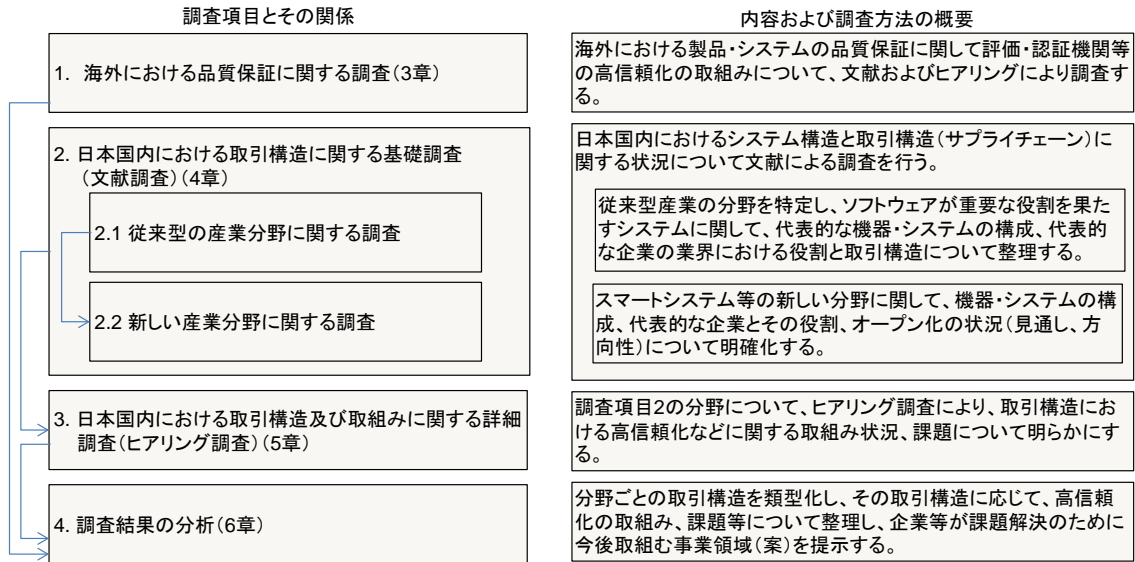 調査項目とその関係
1. 海外における品質保証に関する調査(3章)
2. 日本国内における取引構造に関する基礎調査
(文献調査)(4章)
2.1 従来型の産業分野に関する調査
2.2 新しい産業分野に関する調査
3. 日本国内における取引構造及び取組みに関する詳細
調査(ヒアリング調査)(5章)
4. 調査結果の分析(6章)
内容および調査方法の概要
海外における製品・システムの品質保証に関して評価・認証機関等
の高信頼化の取組みについて、文献およびヒアリングにより調査す
る。
日本国内におけるシステム構造と取引構造(サプライチェーン)に
関する状況について文献による調査を行う。
従来型産業の分野を特定し、ソフトウェアが重要な役割を果た
すシステムに関して、代表的な機器・システムの構成、代表的
な企業の業界における役割と取引構造について整理する。
スマートシステム等の新しい分野に関して、機器・システムの構
成、代表的な企業とその役割、オープン化の状況(見通し、方
向性)について明確化する。
調査項目2の分野について、ヒアリング調査により、取引構造にお
ける高信頼化などに関する取組み状況、課題について明らかにす
る。
分野ごとの取引構造を類型化し、その取引構造に応じて、高信頼
化の取組み、課題等について整理し、企業等が課題解決のために
今後取組む事業領域(案)を提示する。